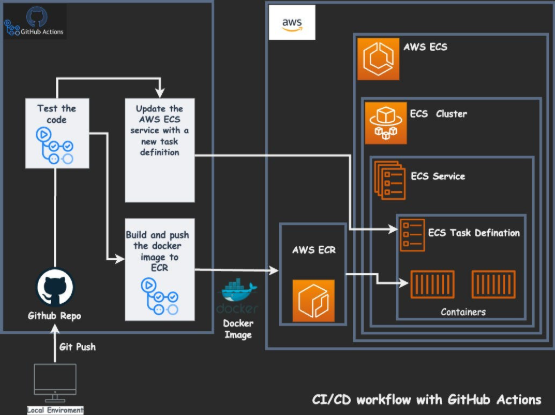 GitHub Actions
aws
AWS ECS
Test the
code
Update the
AWS ECS
service with a
new task
definition
ECS Cluster
ECS Service
Build and push
the docker
image to
ECR
AWS ECR
ECS Task Defination
docker
Docker
Image
Github Repo
Containers
Git Push
Local Enviroment
CI/CD workflow with GitHub Actions